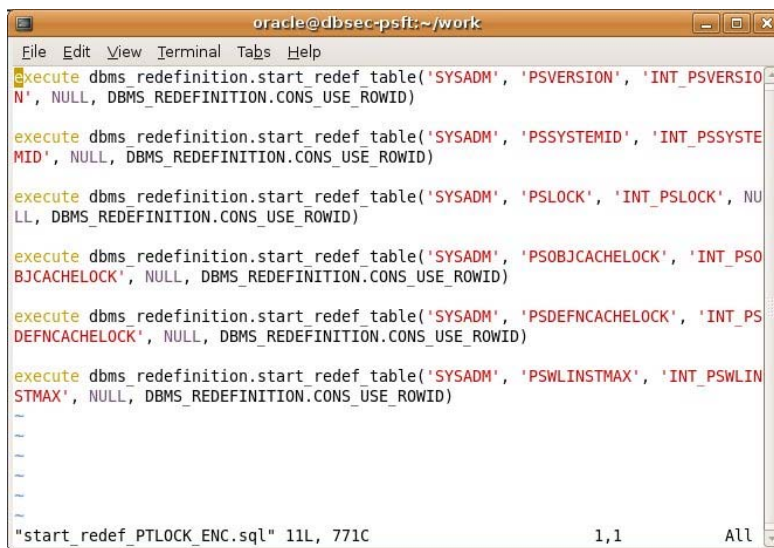 oracle@dbsec-psft:~/work
File Edit View Terminal Tabs Help
execute dbms_redefinition.start_redef_table('SYSADM', 'PSVERSION', 'INT_PSVERSIO
N', NULL, DBMS_REDEFINITION.CONS_USE_ROWID)
execute dbms_redefinition.start_redef_table('SYSADM', 'PSSYSTEMID', 'INT_PSSYSTE
MID', NULL, DBMS_REDEFINITION.CONS_USE_ROWID)
execute dbms_redefinition.start_redef_table('SYSADM', 'PSLOCK', 'INT_PSLOCK', NU
LL, DBMS_REDEFINITION.CONS_USE_ROWID)
execute dbms_redefinition.start_redef_table('SYSADM', 'PSOBJCACHELOCK', 'INT_PSO
BJCACHELOCK', NULL, DBMS_REDEFINITION.CONS_USE_ROWID)
execute dbms_redefinition.start_redef_table('SYSADM', 'PSDEFNCACHELOCK', 'INT_PS
DEFNCACHELOCK', NULL, DBMS_REDEFINITION.CONS_USE_ROWID)
execute dbms_redefinition.start_redef_table('SYSADM', 'PSWLINSTMAX', 'INT_PSWLIN
STMAX', NULL, DBMS_REDEFINITION.CONS_USE_ROWID)
~
~
~
~
~
~
"start_redef_PTLOCK_ENC.sql" 11L, 771C 1,1 All